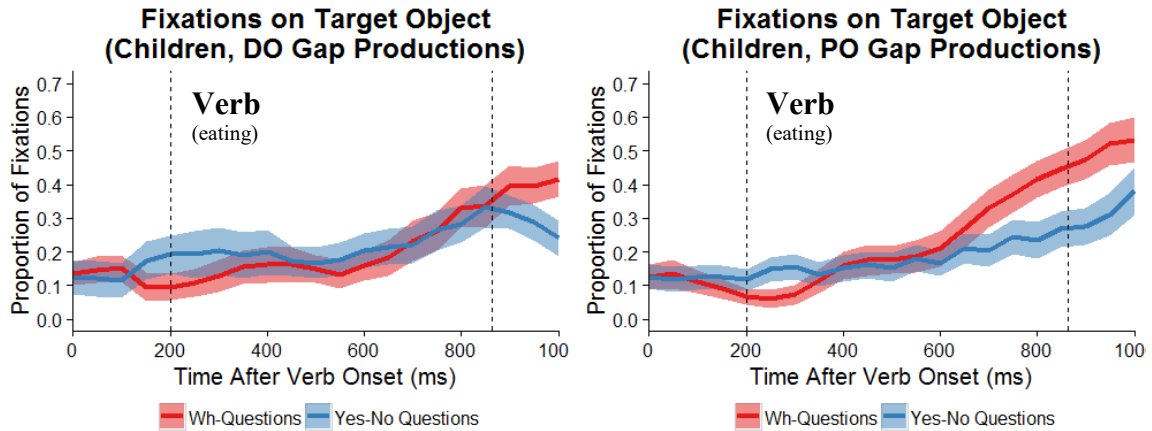 Fixations on Target Object
(Children, DO Gap Productions)
Proportion of Fixations
0.7
0.6
0.5
0.4
0.3
0.2
0.1
0.0
Verb
(eating)
0 200 400 600 800 100
Time After Verb Onset (ms)
Wh-Questions Yes-No Questions
Fixations on Target Object
(Children, PO Gap Productions)
Proportion of Fixations
0.7
0.6
0.5
0.4
0.3
0.2
0.1
0.0
Verb
(eating)
0 200 400 600 800 100
Time After Verb Onset (ms)
Wh-Questions Yes-No Questions